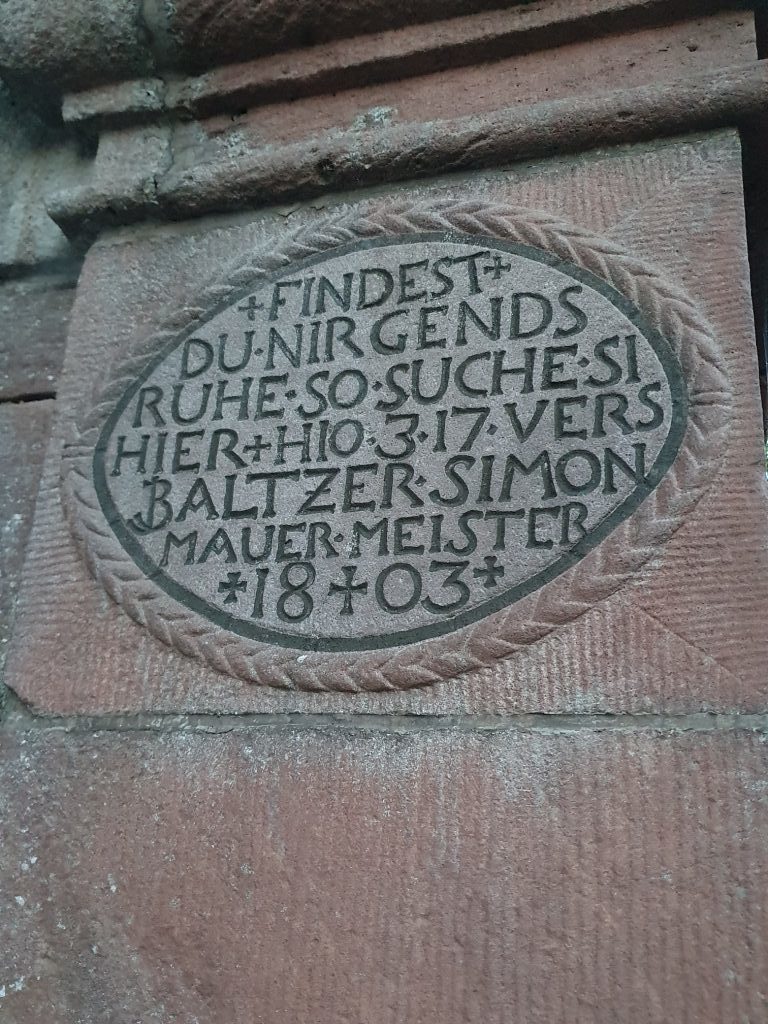 +FINDEST+
DU·NIRGENDS
RUHE·SO·SUCHE·SI
HIER+HIO·3·17·VERS
BALTZER·SIMON
MAUER·MEISTER
+18+03+